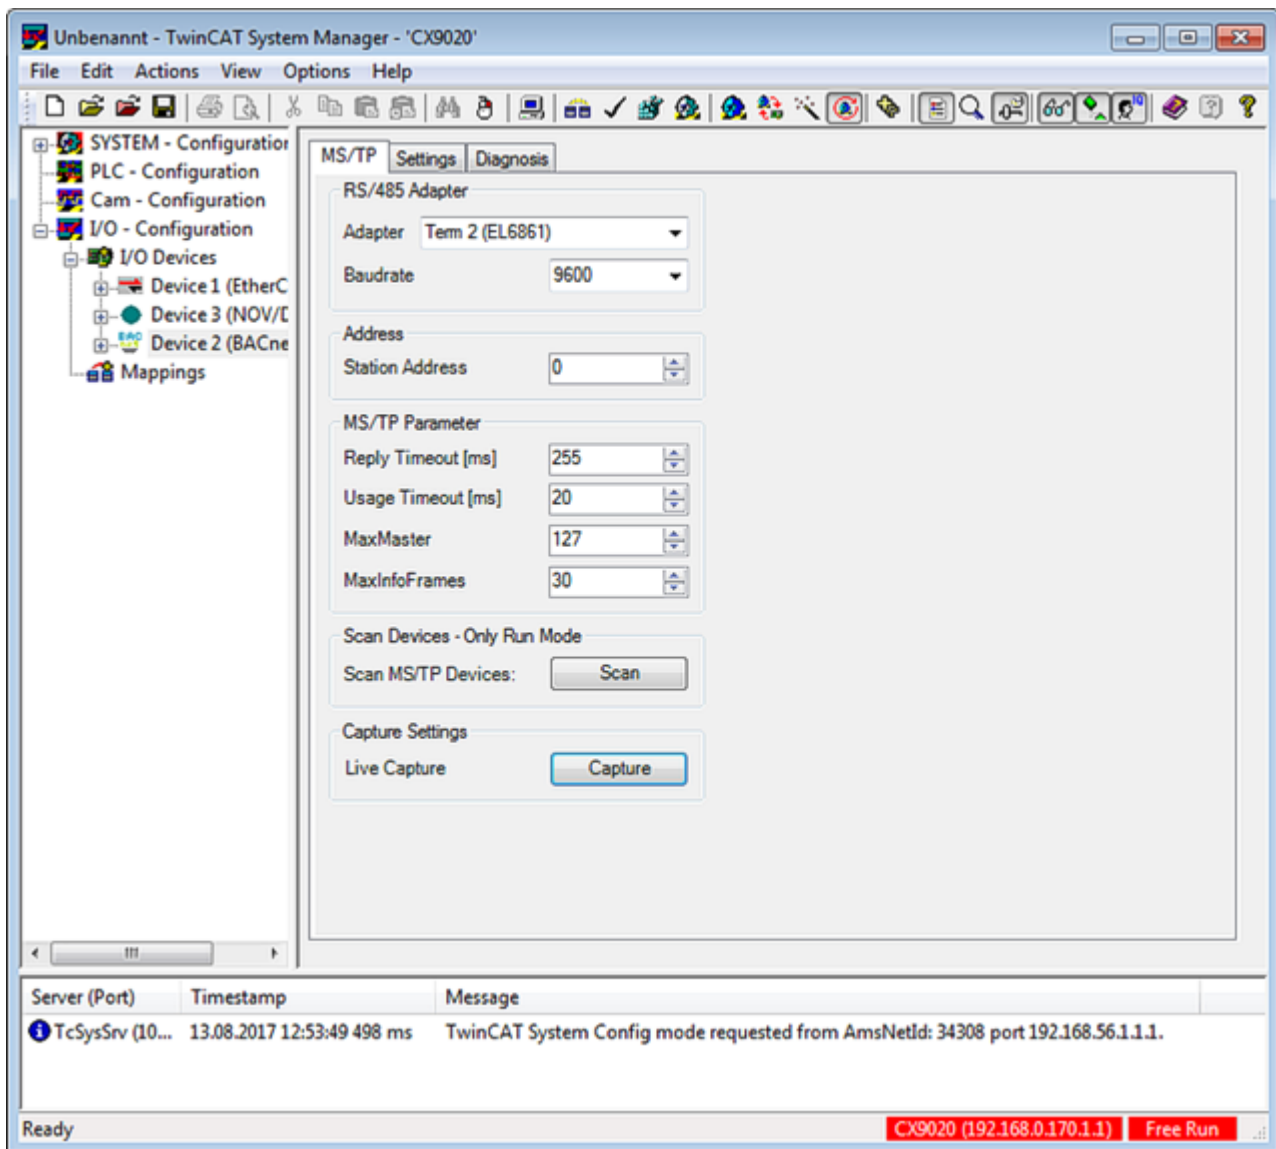 Unbenannt - TwinCAT System Manager - 'CX9020'
File Edit Actions View Options Help
SYSTEM - Configuration
PLC - Configuration
Cam - Configuration
I/O - Configuration
I/O Devices
Device 1 (EtherC
Device 3 (NOV/D
Device 2 (BACne
Mappings
MS/TP Settings Diagnosis
RS/485 Adapter
Adapter Term 2 (EL6861)
Baudrate 9600
Address
Station Address 0
MS/TP Parameter
Reply Timeout [ms] 255
Usage Timeout [ms] 20
MaxMaster 127
MaxInfoFrames 30
Scan Devices - Only Run Mode
Scan MS/TP Devices: Scan
Capture Settings
Live Capture Capture
Server (Port) Timestamp Message
TcSysSrv (10... 13.08.2017 12:53:49 498 ms TwinCAT System Config mode requested from AmsNetId: 34308 port 192.168.56.1.1.1.
Ready CX9020 (192.168.0.170.1.1) Free Run